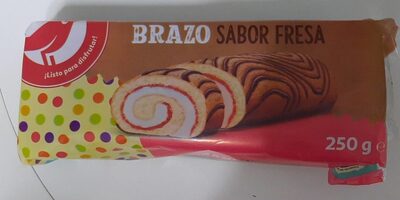 BRAZO SABOR FRESA
¡Listo para disfrutar!
250 g e